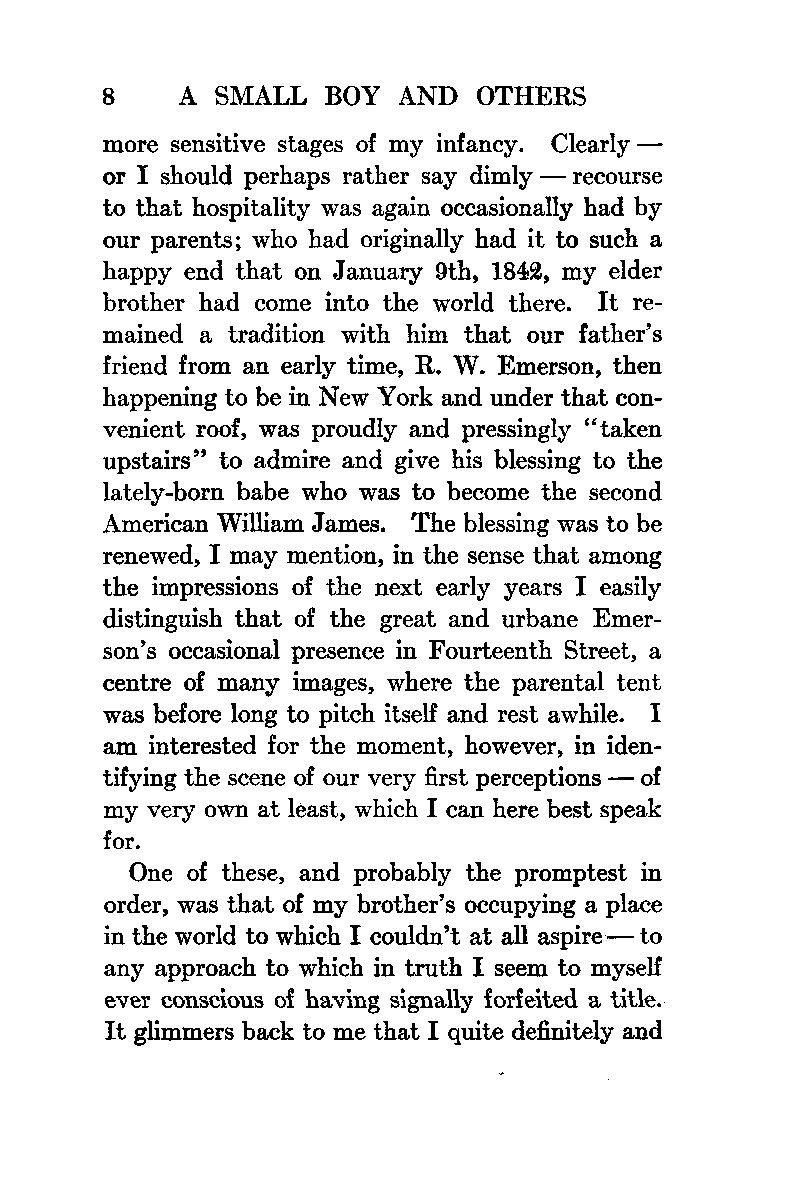 8 A SMALL BOY AND OTHERS
more sensitive stages of my infancy. Clearly —
or I should perhaps rather say dimly — recourse
to that hospitality was again occasionally had by
our parents; who had originally had it to such a
happy end that on January 9th, 1842, my elder
brother had come into the world there. It re-
mained a tradition with him that our father's
friend from an early time, R. W. Emerson, then
happening to be in New York and under that con-
venient roof, was proudly and pressingly “taken
upstairs” to admire and give his blessing to the
lately-born babe who was to become the second
American William James. The blessing was to be
renewed, I may mention, in the sense that among
the impressions of the next early years I easily
distinguish that of the great and urbane Emer-
son's occasional presence in Fourteenth Street, a
centre of many images, where the parental tent
was before long to pitch itself and rest awhile. I
am interested for the moment, however, in iden-
tifying the scene of our very first perceptions — of
my very own at least, which I can here best speak
for.
One of these, and probably the promptest in
order, was that of my brother's occupying a place
in the world to which I couldn't at all aspire — to
any approach to which in truth I seem to myself
ever conscious of having signally forfeited a title.
It glimmers back to me that I quite definitely and